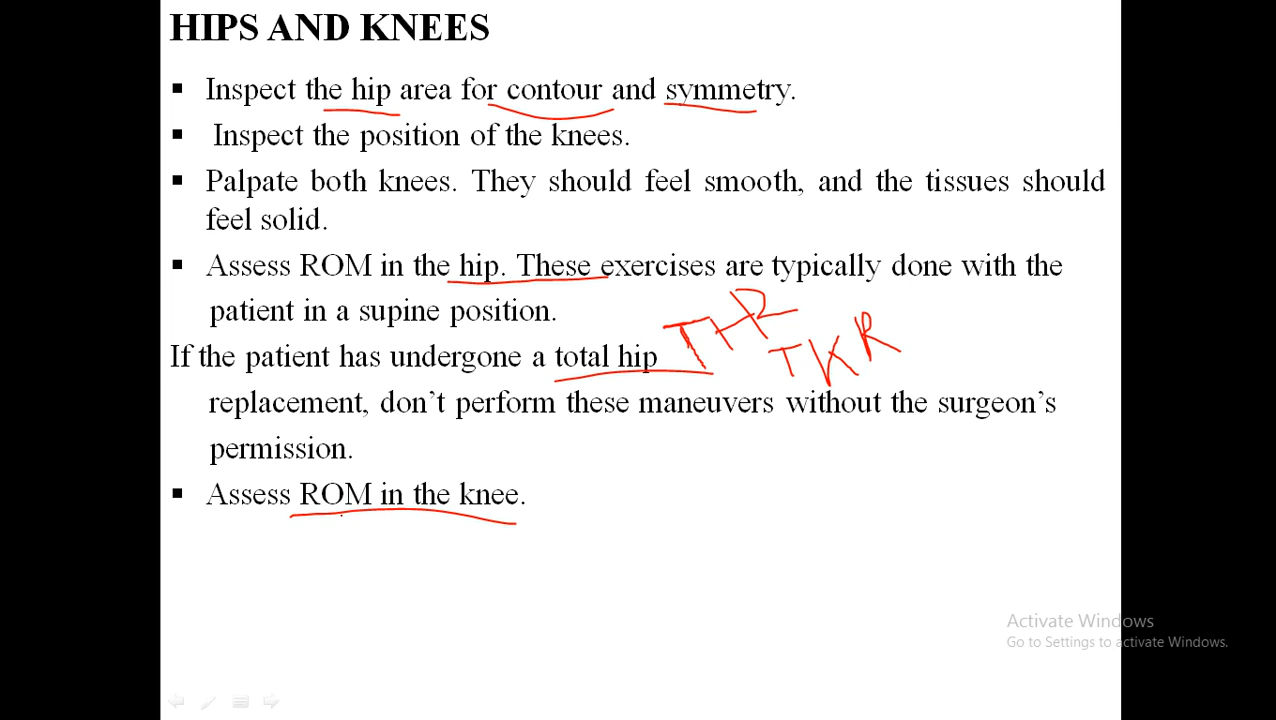 HIPS AND KNEES
▪ Inspect the hip area for contour and symmetry.
▪ Inspect the position of the knees.
▪ Palpate both knees. They should feel smooth, and the tissues should
feel solid.
▪ Assess ROM in the hip. These exercises are typically done with the
patient in a supine position.
THR
TKR
If the patient has undergone a total hip
replacement, don’t perform these maneuvers without the surgeon’s
permission.
▪ Assess ROM in the knee.
Activate Windows
Go to Settings to activate Windows.